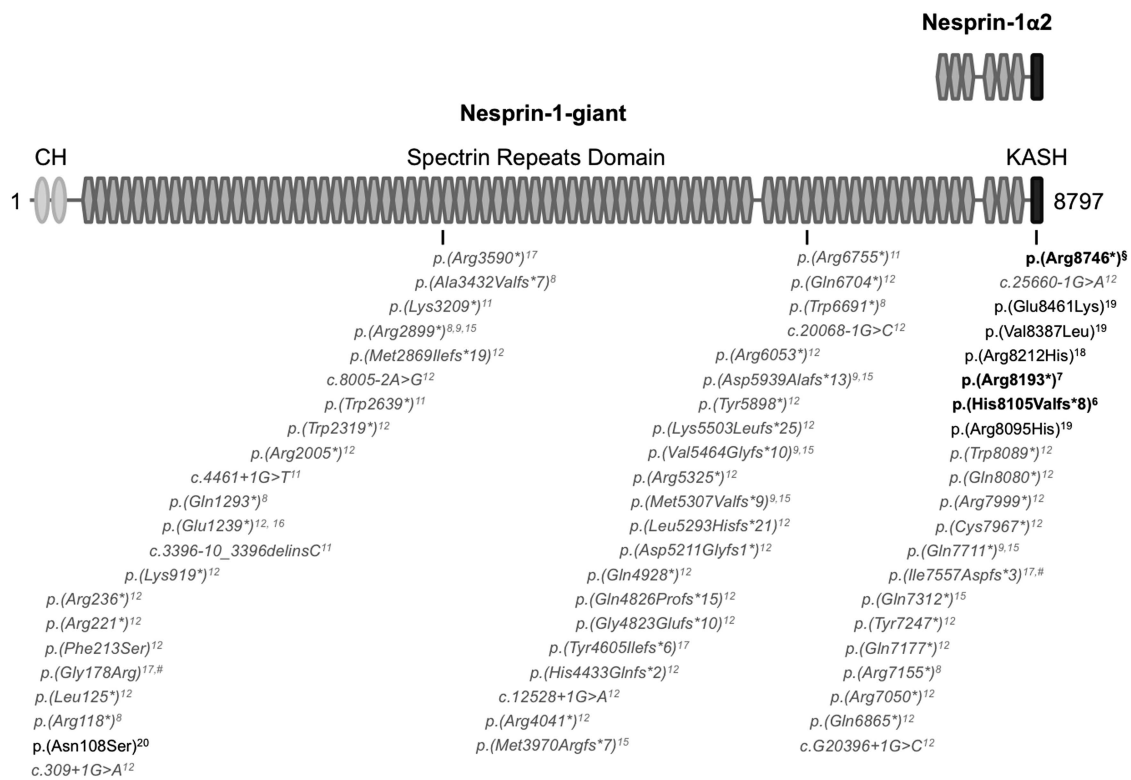 Nesprin-1α2
Nesprin-1-giant
CH
Spectrin Repeats Domain
KASH
1
8797
p.(Arg3590*)17
p.(Ala3432Valfs*7)8
p.(Lys3209*)11
p.(Arg2899*)8,9,15
p.(Met2869Ilefs*19)12
c.8005-2A>G12
p.(Trp2639*)11
p.(Trp2319*)12
p.(Arg2005*)12
c.4461+1G>T11
p.(Gln1293*)8
p.(Glu1239*)12, 16
c.3396-10_3396delinsC11
p.(Lys919*)12
p.(Arg236*)12
p.(Arg221*)12
p.(Phe213Ser)12
p.(Gly178Arg)17,#
p.(Leu125*)12
p.(Arg118*)8
p.(Asn108Ser)20
c.309+1G>A12
p.(Arg6755*)11
p.(Gln6704*)12
p.(Trp6691*)8
c.20068-1G>C12
p.(Arg6053*)12
p.(Asp5939Alafs*13)9,15
p.(Tyr5898*)12
p.(Lys5503Leufs*25)12
p.(Val5464Glyfs*10)9,15
p.(Arg5325*)12
p.(Met5307Valfs*9)9,15
p.(Leu5293Hisfs*21)12
p.(Asp5211Glyfs1*)12
p.(Gln4928*)12
p.(Gln4826Profs*15)12
p.(Gly4823Glufs*10)12
p.(Tyr4605Ilefs*6)17
p.(His4433Glnfs*2)12
c.12528+1G>A12
p.(Arg4041*)12
p.(Met3970Argfs*7)15
p.(Arg8746*)§
c.25660-1G>A12
p.(Glu8461Lys)19
p.(Val8387Leu)19
p.(Arg8212His)18
p.(Arg8193*)7
p.(His8105Valfs*8)6
p.(Arg8095His)19
p.(Trp8089*)12
p.(Gln8080*)12
p.(Arg7999*)12
p.(Cys7967*)12
p.(Gln7711*)9,15
p.(Ile7557Aspfs*3)17,#
p.(Gln7312*)15
p.(Tyr7247*)12
p.(Gln7177*)12
p.(Arg7155*)8
p.(Arg7050*)12
p.(Gln6865*)12
c.G20396+1G>C12